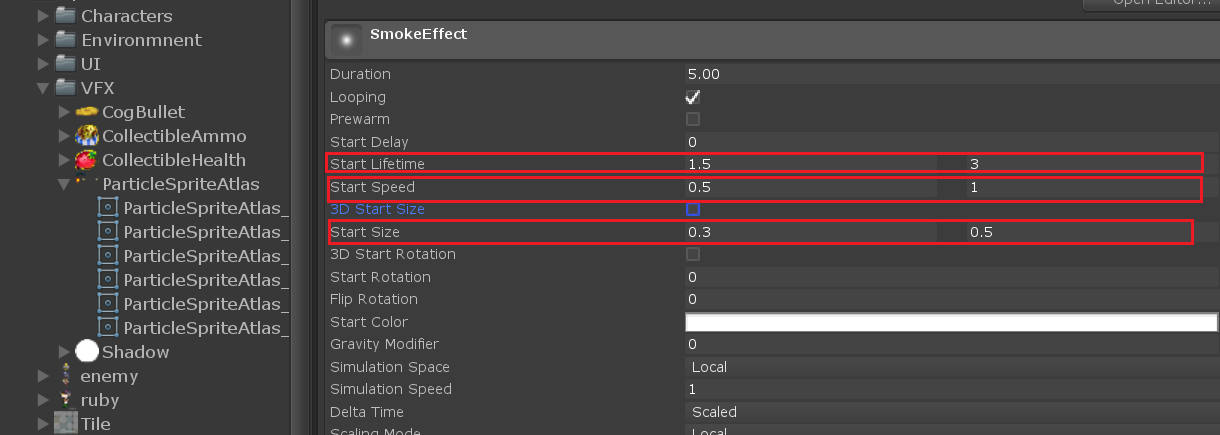 Characters
Environmnent
UI
VFX
CogBullet
CollectibleAmmo
CollectibleHealth
ParticleSpriteAtlas
ParticleSpriteAtlas_
ParticleSpriteAtlas_
ParticleSpriteAtlas_
ParticleSpriteAtlas_
ParticleSpriteAtlas_
ParticleSpriteAtlas_
Shadow
enemy
ruby
Tile
Open Editor...
SmokeEffect
Duration 5.00
Looping
Prewarm
Start Delay 0
Start Lifetime 1.5 3
Start Speed 0.5 1
3D Start Size
Start Size 0.3 0.5
3D Start Rotation
Start Rotation 0
Flip Rotation 0
Start Color
Gravity Modifier 0
Simulation Space Local
Simulation Speed 1
Delta Time Scaled
Scaling Mode Local